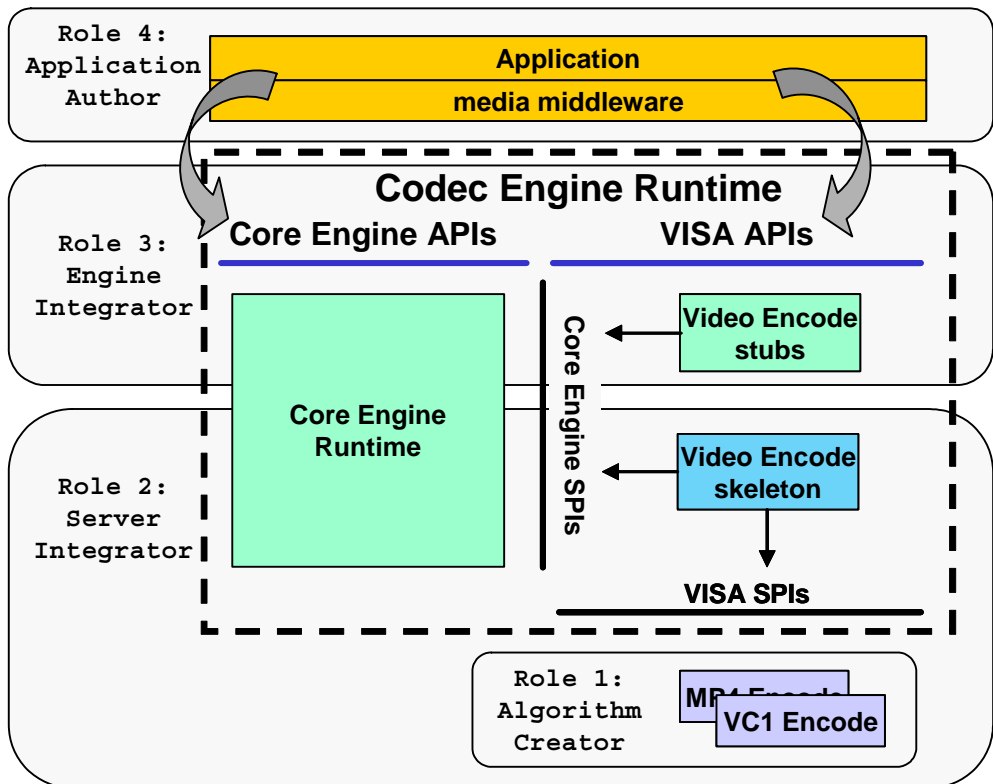 Role 4:
Application
Author
Application
media middleware
Codec Engine Runtime
Core Engine APIs
VISA APIs
Role 3:
Engine
Integrator
Video Encode
stubs
Core Engine SPIs
Core Engine
Runtime
Video Encode
skeleton
Role 2:
Server
Integrator
VISA SPIs
Role 1:
Algorithm
Creator
MP4 Encode
VC1 Encode